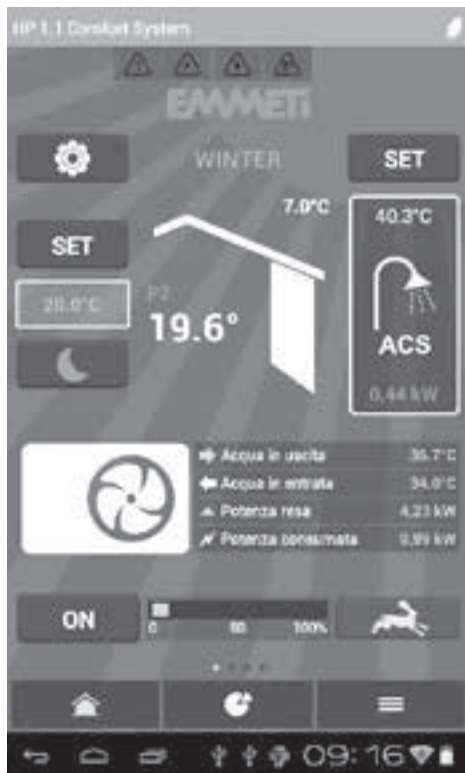 HP 1.1 Comfort System
EMMETI
WINTER
SET
7.0°C
40.3°C
SET
20.0°C
P2
19.6°
ACS
0,44 kW
Acqua in uscita 35.7°C
Acqua in entrata 34.0°C
Potenza resa 4,23 kW
Potenza consumata 0,99 kW
ON
0 50 100%
09:16